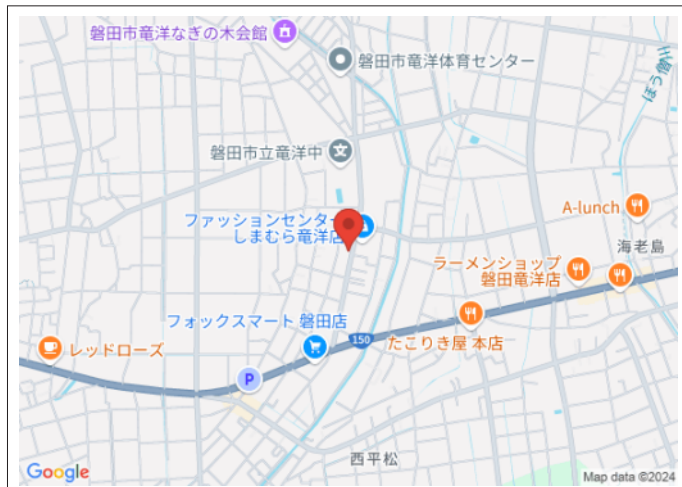 磐田市竜洋なぎの木会館
磐田市竜洋体育センター
ぼう僧川
磐田市立竜洋中
文
A-lunch
ファッションセンター
しまむら竜洋店
海老島
ラーメンショップ
磐田竜洋店
フォックスマート 磐田店
150
たこりき屋 本店
レッドローズ
P
西平松
Google
Map data ©2024